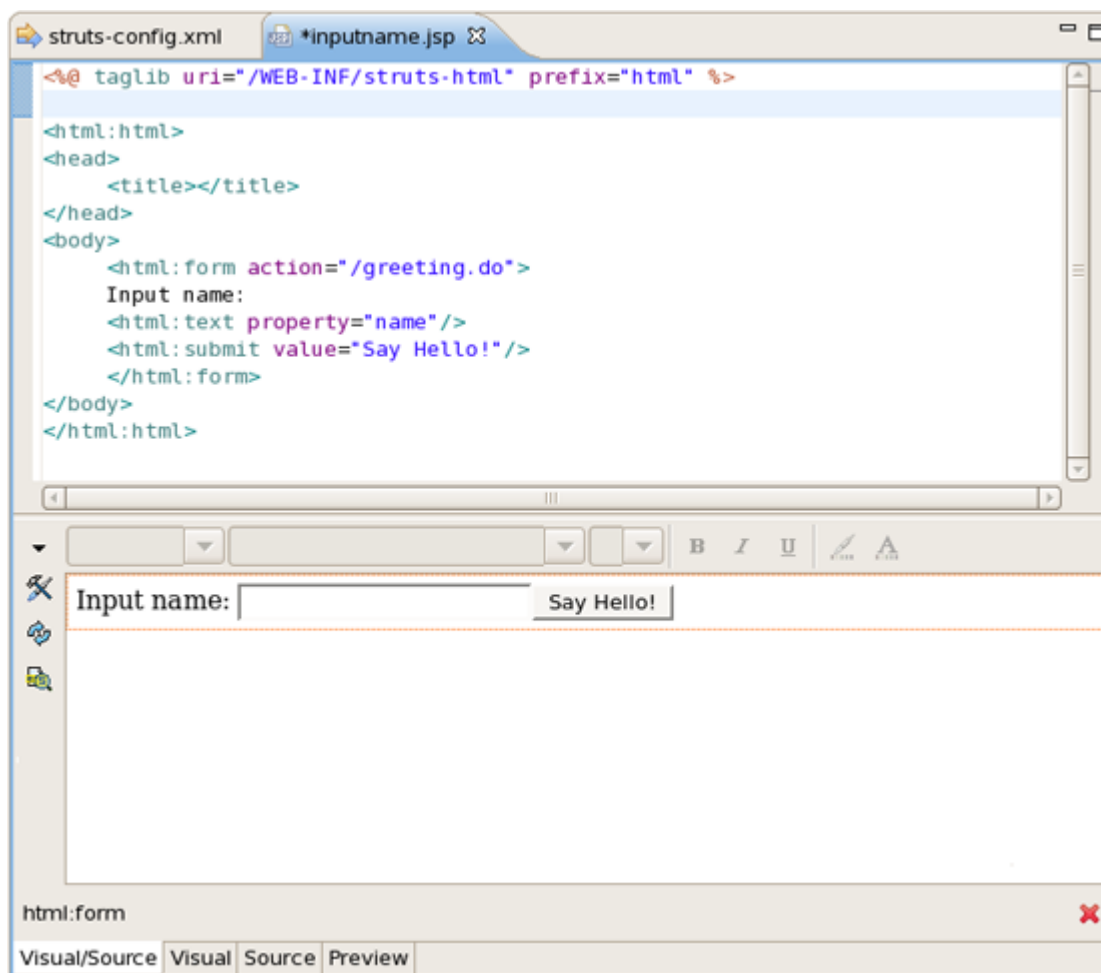 struts-config.xml *inputname.jsp
<%@ taglib uri="/WEB-INF/struts-html" prefix="html" %>
<html:html>
<head>
<title></title>
</head>
<body>
<html:form action="/greeting.do">
Input name:
<html:text property="name"/>
<html:submit value="Say Hello!"/>
</html:form>
</body>
</html:html>
B I U A
Input name: Say Hello!
html:form
Visual/Source Visual Source Preview